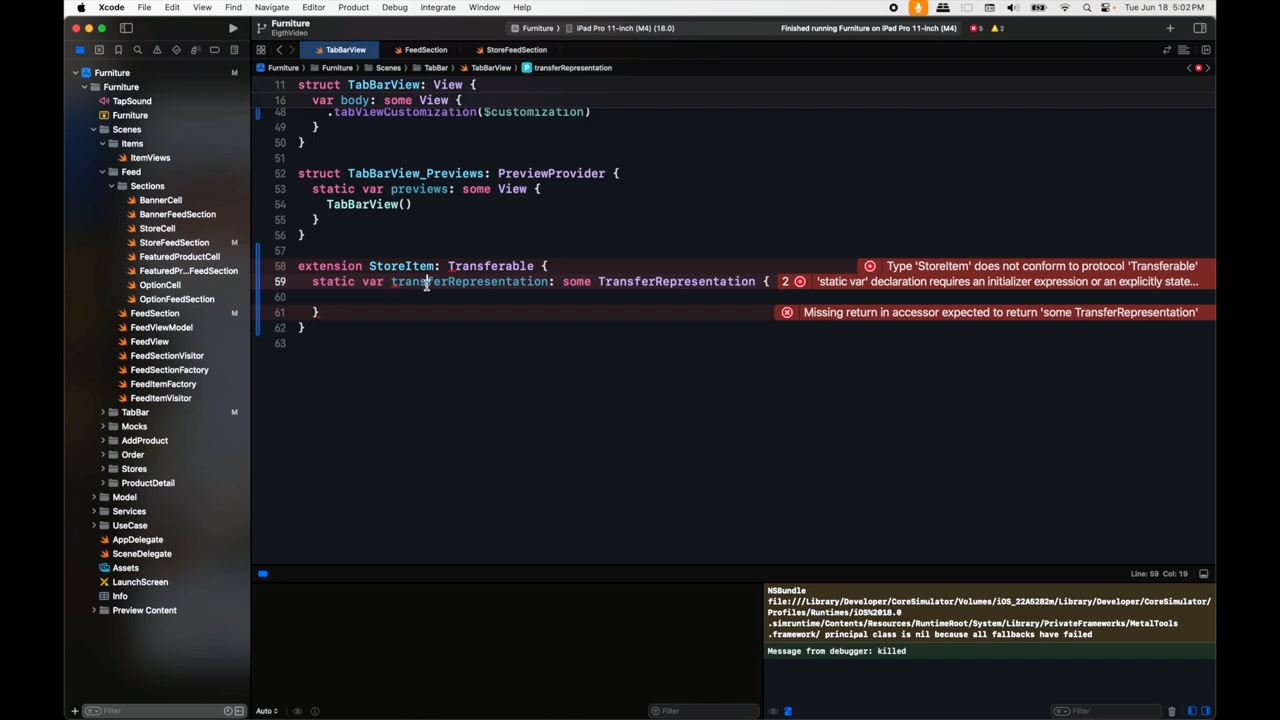 Xcode File Edit View Find Navigate Editor Product Debug Integrate Window Help Tue Jun 18 5:02 PM
Furniture
EigthVideo
Furniture 〉 iPad Pro 11-inch (M4) (18.0)
Finished running Furniture on iPad Pro 11-inch (M4) 6 2
TabBarView FeedSection StoreFeedSection
Furniture 〉 Furniture 〉 Scenes 〉 TabBar 〉 TabBarView 〉 P transferRepresentation
Furniture M
Furniture
TapSound
Furniture
Scenes
Items
ItemViews
Feed
Sections
BannerCell
BannerFeedSection
StoreCell
StoreFeedSection M
FeaturedProductCell
FeaturedPr...FeedSection
OptionCell
OptionFeedSection
FeedSection
FeedViewModel
FeedView
FeedSectionVisitor
FeedSectionFactory
FeedItemFactory
FeedItemVisitor
TabBar M
Mocks
AddProduct
Order
Stores
ProductDetail
Model
Services
UseCase
AppDelegate
SceneDelegate
Assets
LaunchScreen
Info
Preview Content
Filter
11 struct TabBarView: View {
16 var body: some View {
48 .tabViewCustomization($customization)
49 }
50 }
51
52 struct TabBarView_Previews: PreviewProvider {
53 static var previews: some View {
54 TabBarView()
55 }
56 }
57
58 extension StoreItem: Transferable { Type 'StoreItem' does not conform to protocol 'Transferable'
59 static var transferRepresentation: some TransferRepresentation { 2 'static var' declaration requires an initializer expression or an explicitly state...
60
61 } Missing return in accessor expected to return 'some TransferRepresentation'
62 }
63
Line: 59 Col: 19
NSBundle
file:///Library/Developer/CoreSimulator/Volumes/iOS_22A5282m/Library/Developer/CoreSimulator/
Profiles/Runtimes/iOS%2018.0
.simruntime/Contents/Resources/RuntimeRoot/System/Library/PrivateFrameworks/MetalTools
.framework/ principal class is nil because all fallbacks have failed
Message from debugger: killed
Auto Filter Filter